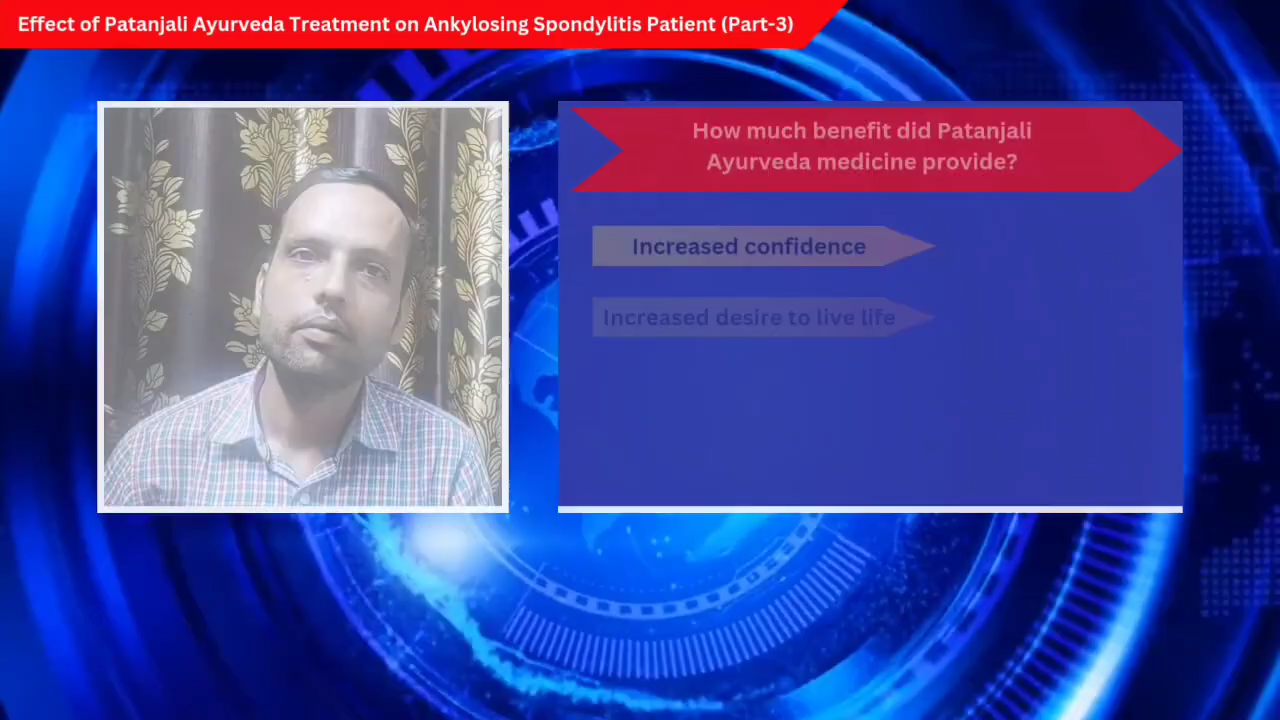 Effect of Patanjali Ayurveda Treatment on Ankylosing Spondylitis Patient (Part-3)
How much benefit did Patanjali
Ayurveda medicine provide?
Increased confidence
Increased desire to live life